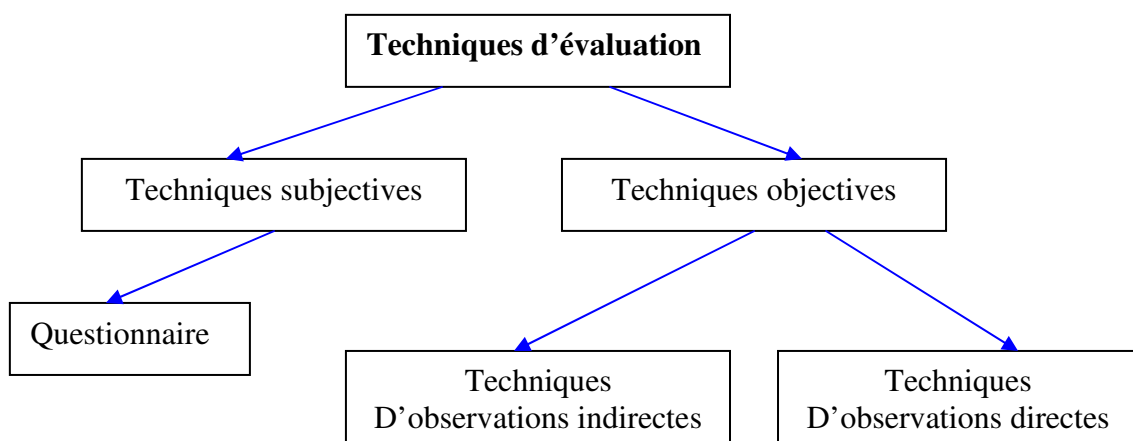 Techniques d’évaluation
Techniques subjectives
Techniques objectives
Questionnaire
Techniques
D’observations indirectes
Techniques
D’observations directes